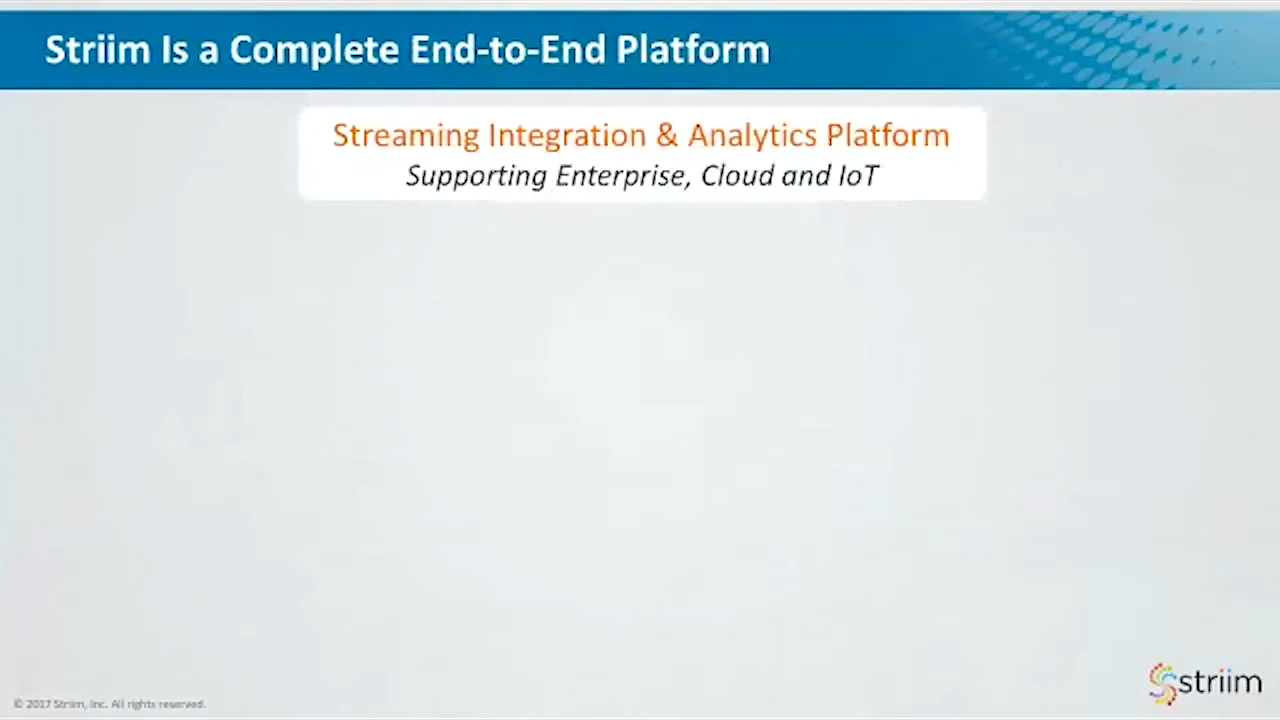 Striim Is a Complete End-to-End Platform
Streaming Integration & Analytics Platform
Supporting Enterprise, Cloud and IoT
© 2017 Striim, Inc. All rights reserved.
striim